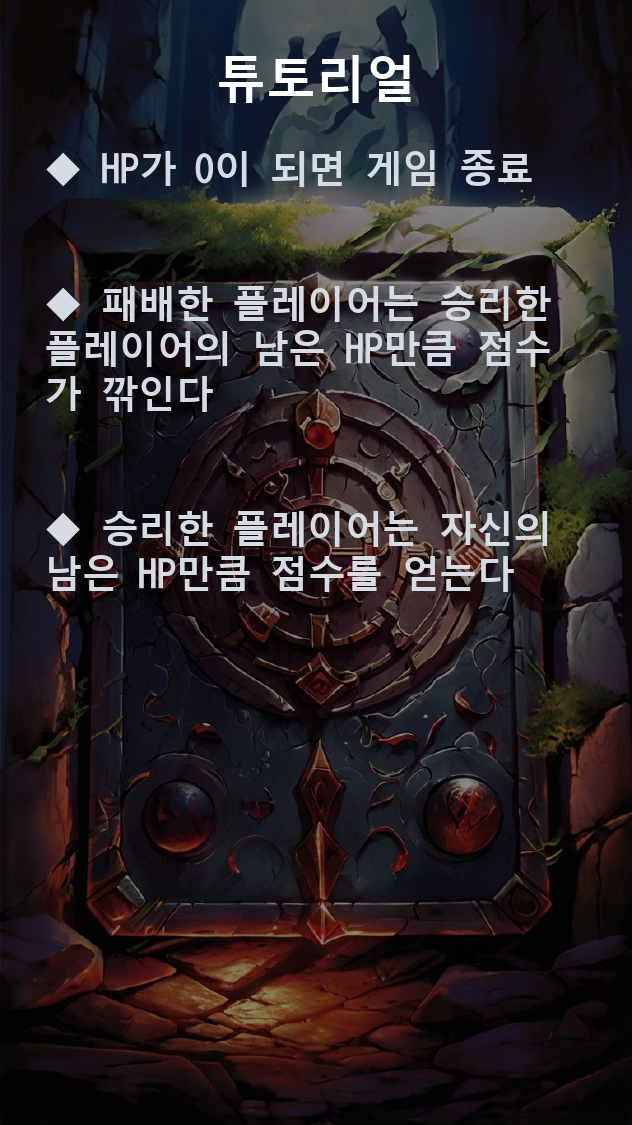 튜토리얼
◆ HP가 0이 되면 게임 종료
◆ 패배한 플레이어는 승리한
플레이어의 남은 HP만큼 점수
가 깎인다
◆ 승리한 플레이어는 자신의
남은 HP만큼 점수를 얻는다